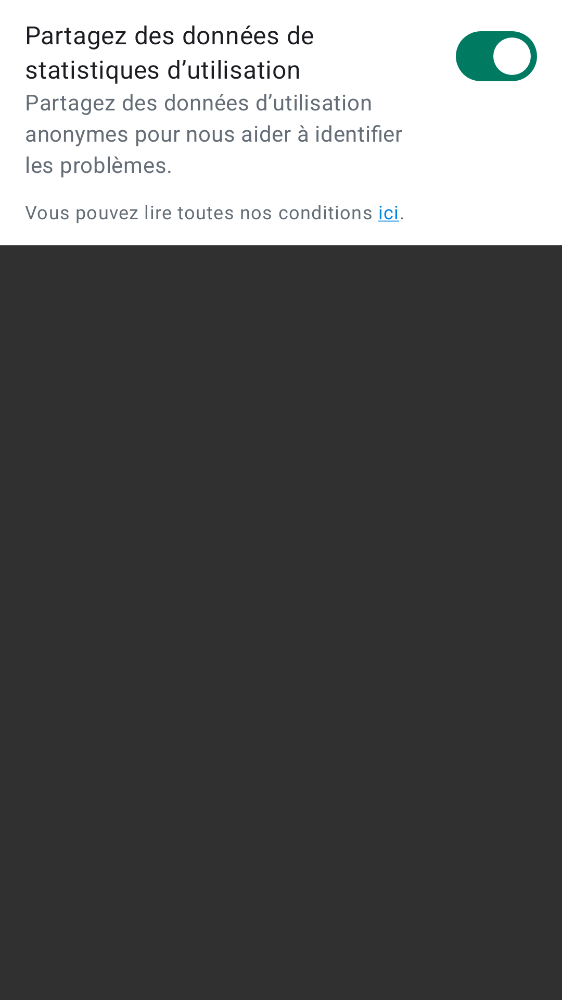 Partagez des données de
statistiques d’utilisation
Partagez des données d’utilisation
anonymes pour nous aider à identifier
les problèmes.
Vous pouvez lire toutes nos conditions ici.